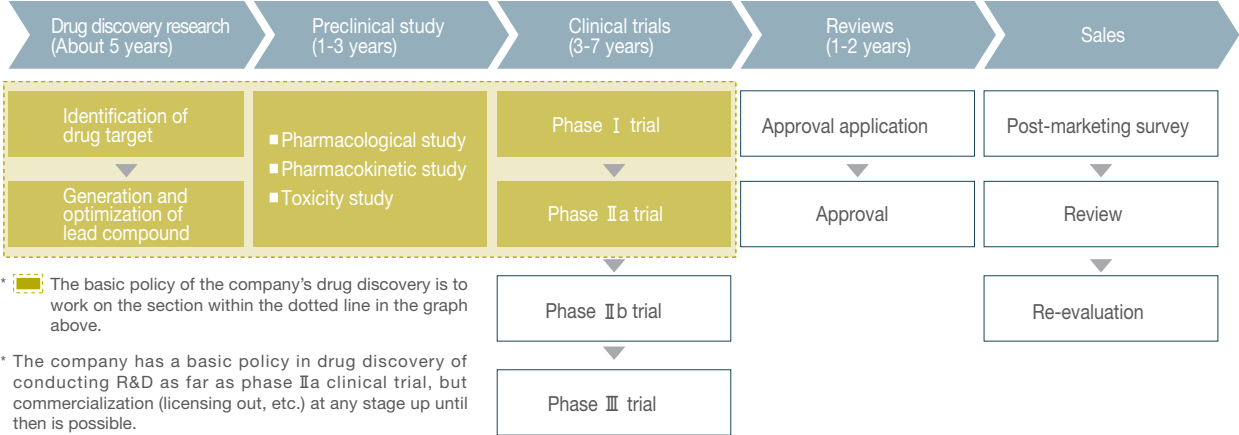 Drug discovery research
(About 5 years)
Preclinical study
(1-3 years)
Clinical trials
(3-7 years)
Reviews
(1-2 years)
Sales
Identification of
drug target
Generation and
optimization of
lead compound
■Pharmacological study
■Pharmacokinetic study
■Toxicity study
Phase Ⅰ trial
Phase Ⅱa trial
Phase Ⅱb trial
Phase Ⅲ trial
Approval application
Approval
Post-marketing survey
Review
Re-evaluation
* The basic policy of the company's drug discovery is to
work on the section within the dotted line in the graph
above.
* The company has a basic policy in drug discovery of
conducting R&D as far as phase Ⅱa clinical trial, but
commercialization (licensing out, etc.) at any stage up until
then is possible.